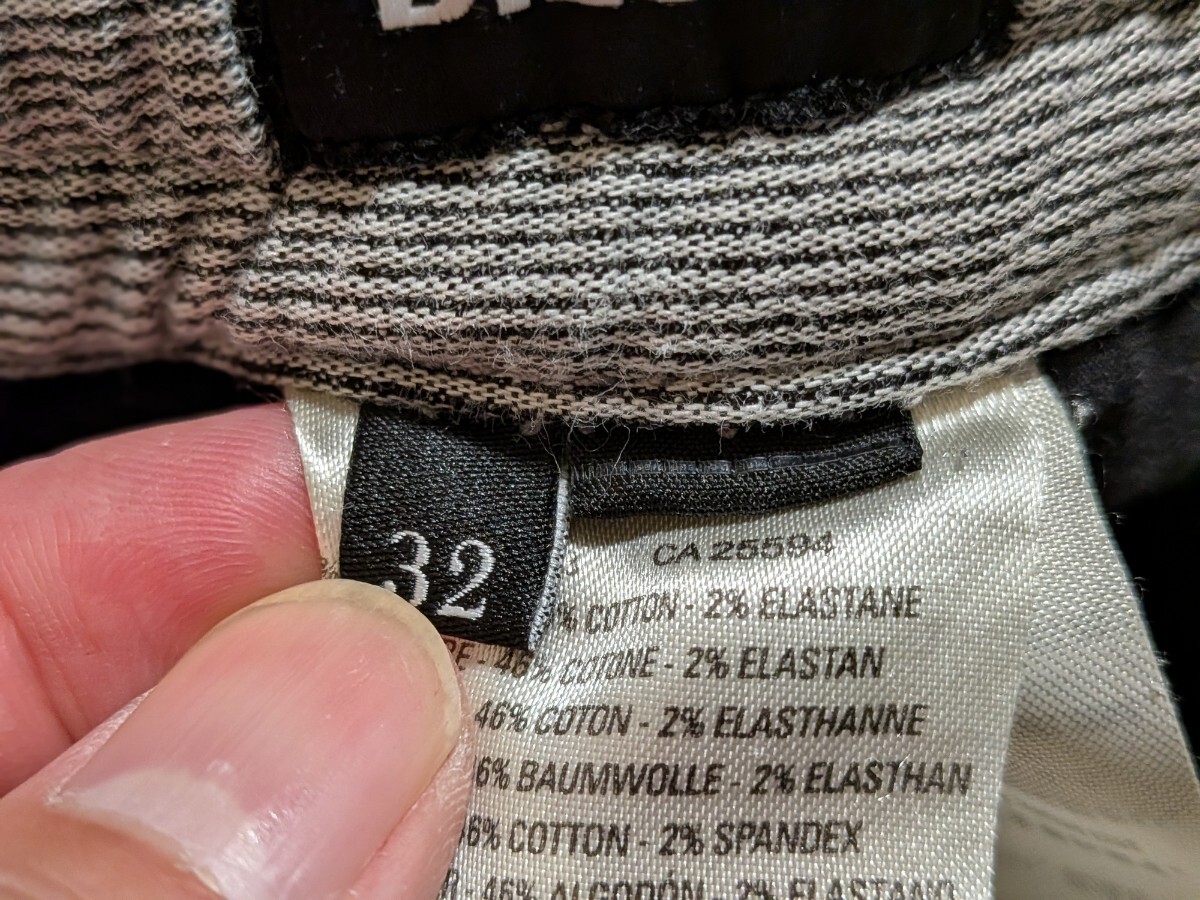 32
CA 25594
% COTTON - 2% ELASTANE
- 46% COTONE - 2% ELASTAN
46% COTON - 2% ELASTHANNE
6% BAUMWOLLE - 2% ELASTHAN
6% COTTON - 2% SPANDEX
- 46% ALGODÓN - 2% ELASTANO